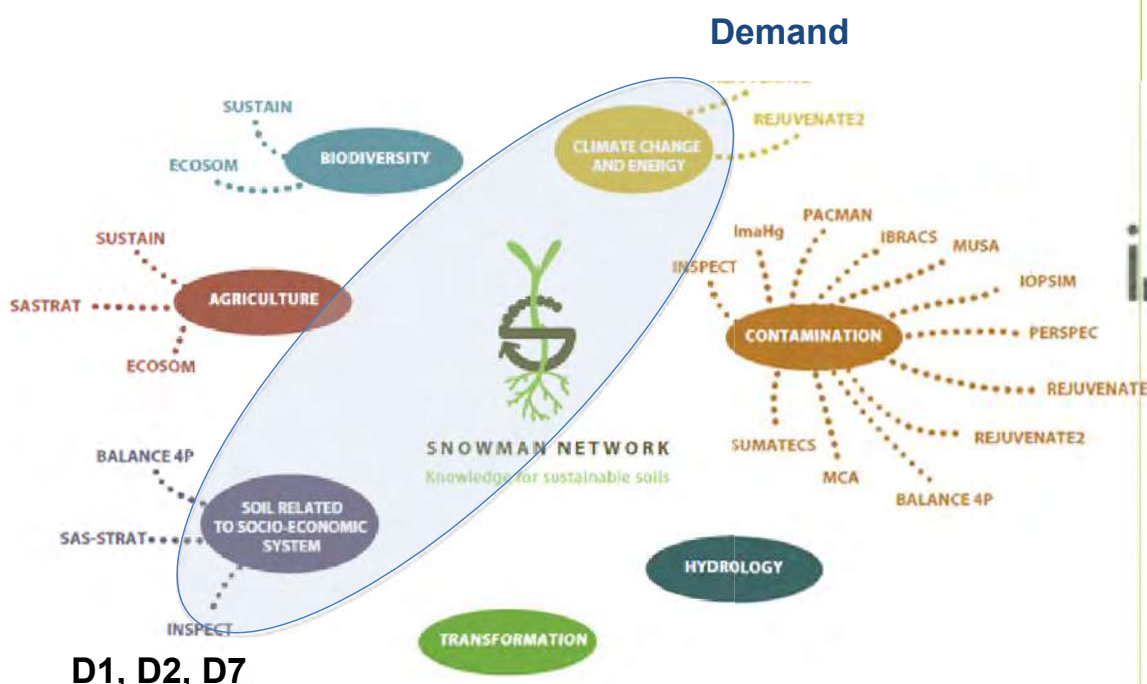 Demand
SUSTAIN
ECOSOM
BIODIVERSITY
CLIMATE CHANGE
AND ENERGY
REJUVENATE2
SUSTAIN
SASTRAT
ECOSOM
AGRICULTURE
ImaHg
PACMAN
IBRACS
MUSA
INSPECT
IOPSIM
CONTAMINATION
PERSPEC
REJUVENATE
REJUVENATE2
SUMATECS
MCA
BALANCE 4P
SNOWMAN NETWORK
Knowledge for sustainable soils
BALANCE 4P
SAS-STRAT
SOIL RELATED
TO SOCIO-ECONOMIC
SYSTEM
INSPECT
HYDROLOGY
TRANSFORMATION
D1, D2, D7